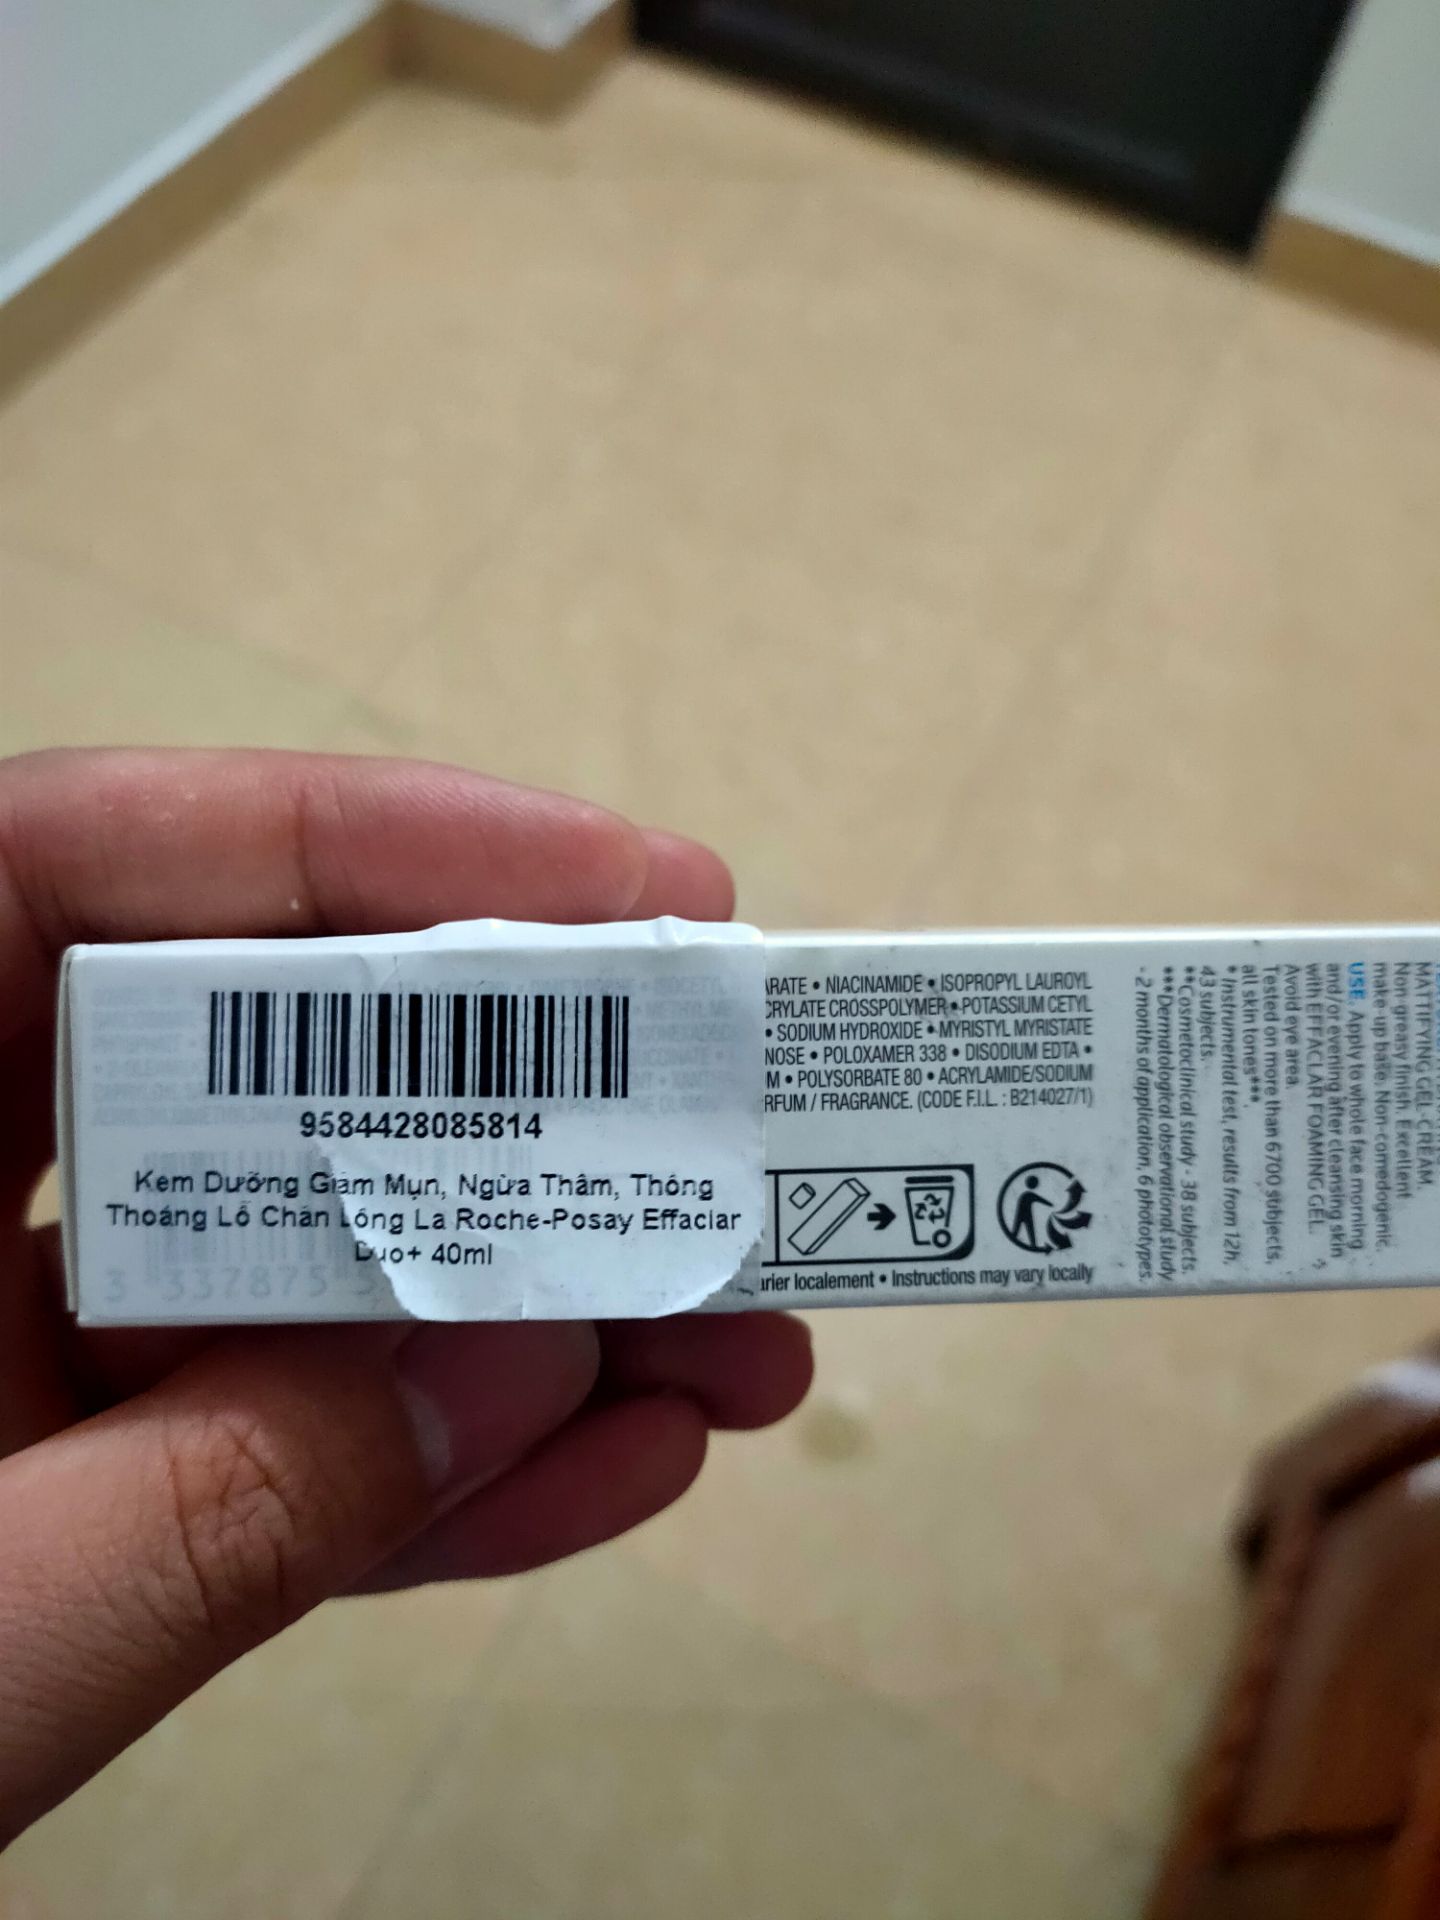 9584428085814
Kem Dưỡng Giảm Mụn, Ngừa Thâm, Thông
Thoáng Lỗ Chân Lông La Roche-Posay Effaclar
Duo+ 40ml
3 337875 5
• NIACINAMIDE • ISOPROPYL LAUROYL
CROSSPOLYMER • POTASSIUM CETYL
• SODIUM HYDROXIDE • MYRISTYL MYRISTATE
• POLOXAMER 338 • DISODIUM EDTA •
• POLYSORBATE 80 • ACRYLAMIDE/SODIUM
/ FRAGRANCE. (CODE F.I.L. : B214027/1)
localement • Instructions may vary locally
MATTIFYING GEL-CREAM.
Non-greasy finish. Excellent
make-up base. Non-comedogenic.
USE. Apply to whole face morning
and/or evening after cleansing skin
with EFFACLAR FOAMING GEL.
Avoid eye area.
Tested on more than 6700 subjects,
all skin tones***.
*Instrumental test, results from 12h,
43 subjects.
**Cosmetoclinical study - 38 subjects.
***Dermatological observational study
- 2 months of application, 6 phototypes.